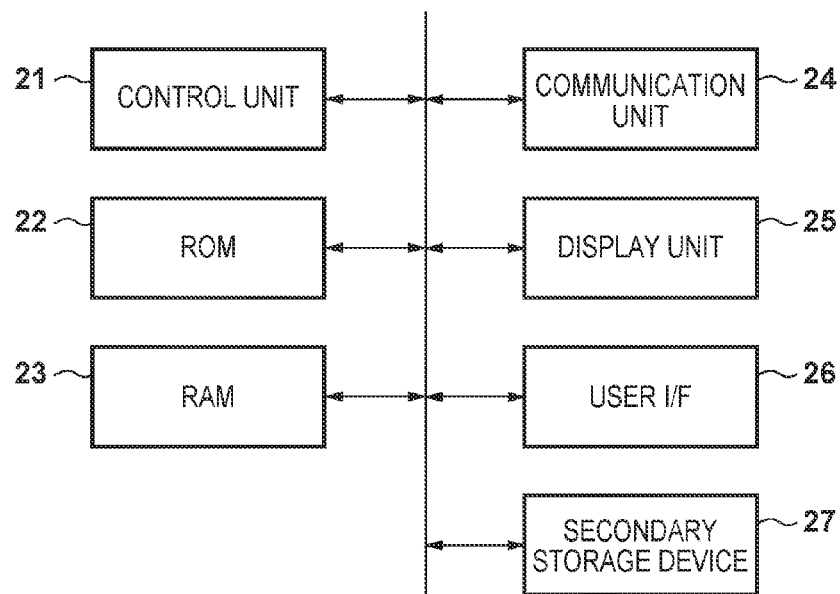 21
CONTROL UNIT
22
ROM
23
RAM
COMMUNICATION
UNIT
24
DISPLAY UNIT
25
USER I/F
26
SECONDARY
STORAGE DEVICE
27